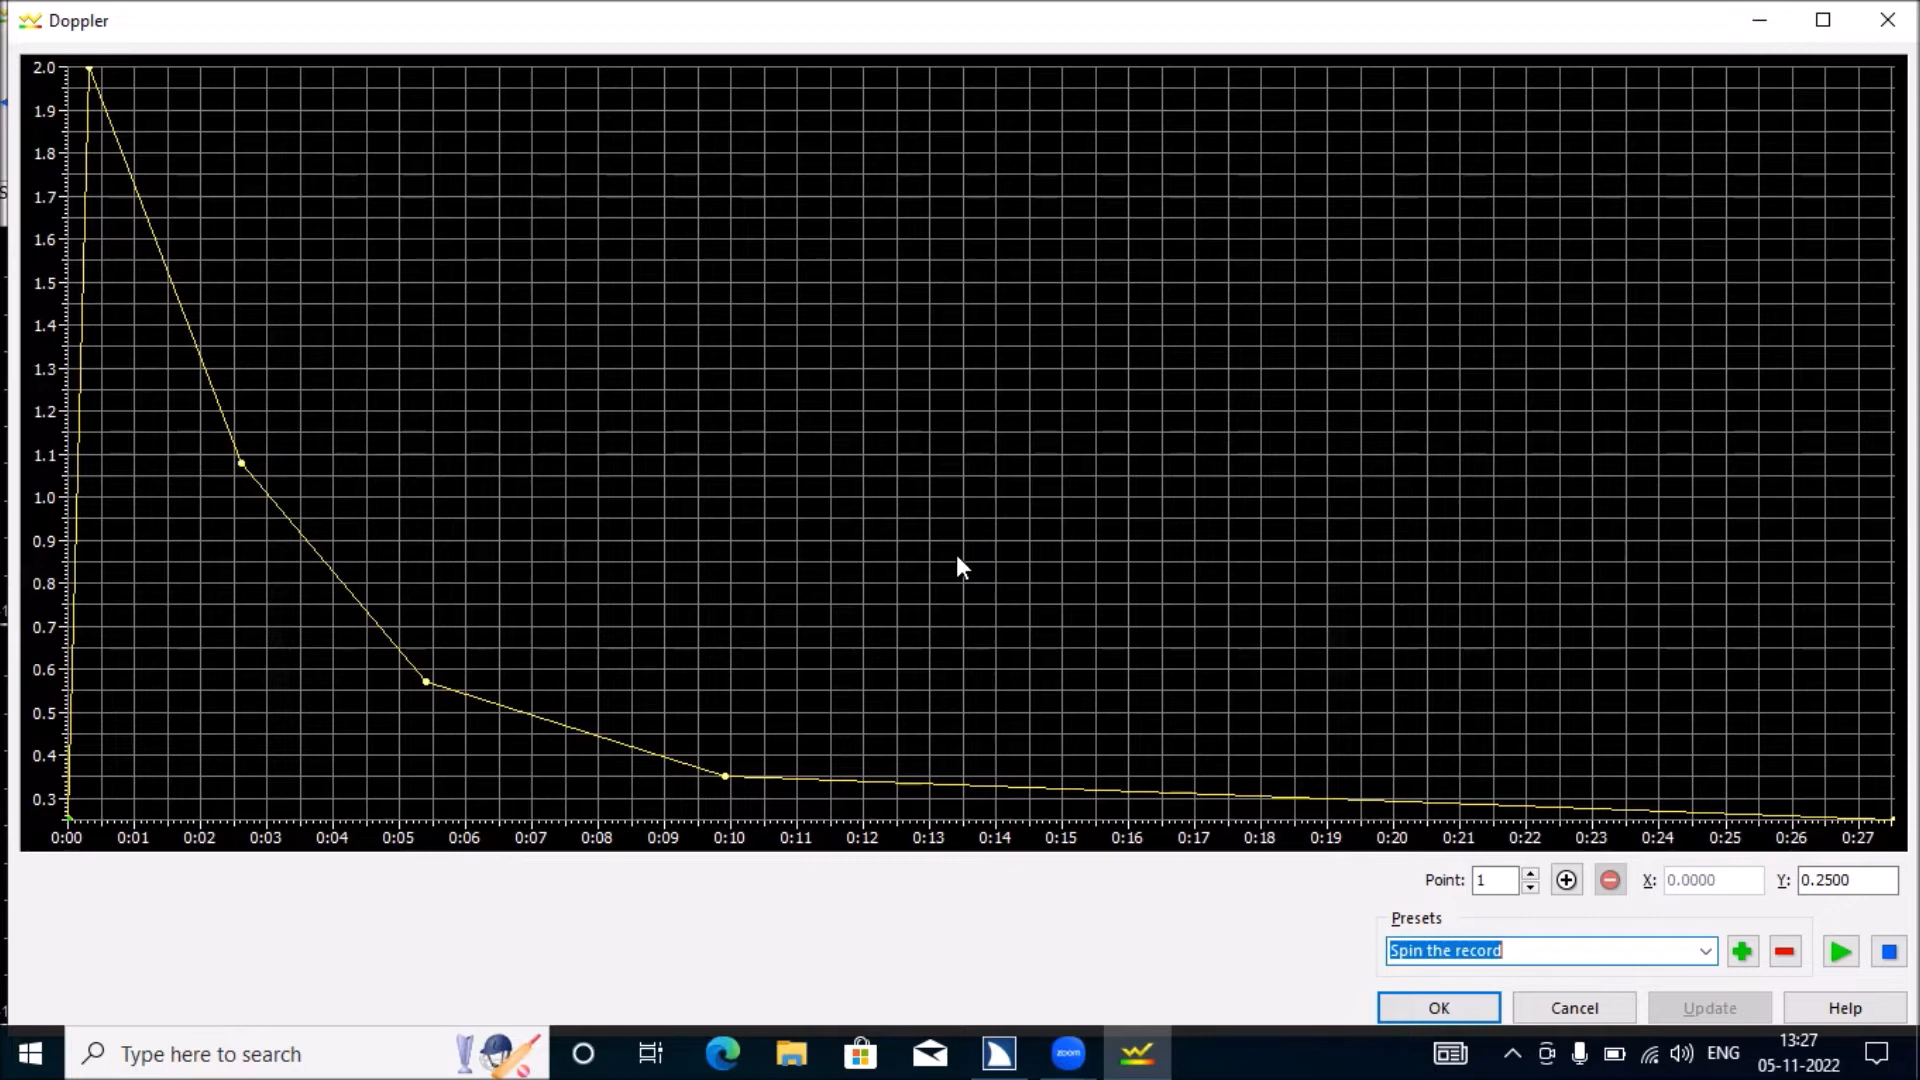 Doppler
2.0
1.9
1.8
1.7
1.6
1.5
1.4
1.3
1.2
1.1
1.0
0.9
0.8
0.7
0.6
0.5
0.4
0.3
0:00 0:01 0:02 0:03 0:04 0:05 0:06 0:07 0:08 0:09 0:10 0:11 0:12 0:13 0:14 0:15 0:16 0:17 0:18 0:19 0:20 0:21 0:22 0:23 0:24 0:25 0:26 0:27
Point: 1 X: 0.0000 Y: 0.2500
Presets
Spin the record
OK Cancel Update Help
Type here to search
zoom
ENG
13:27
05-11-2022